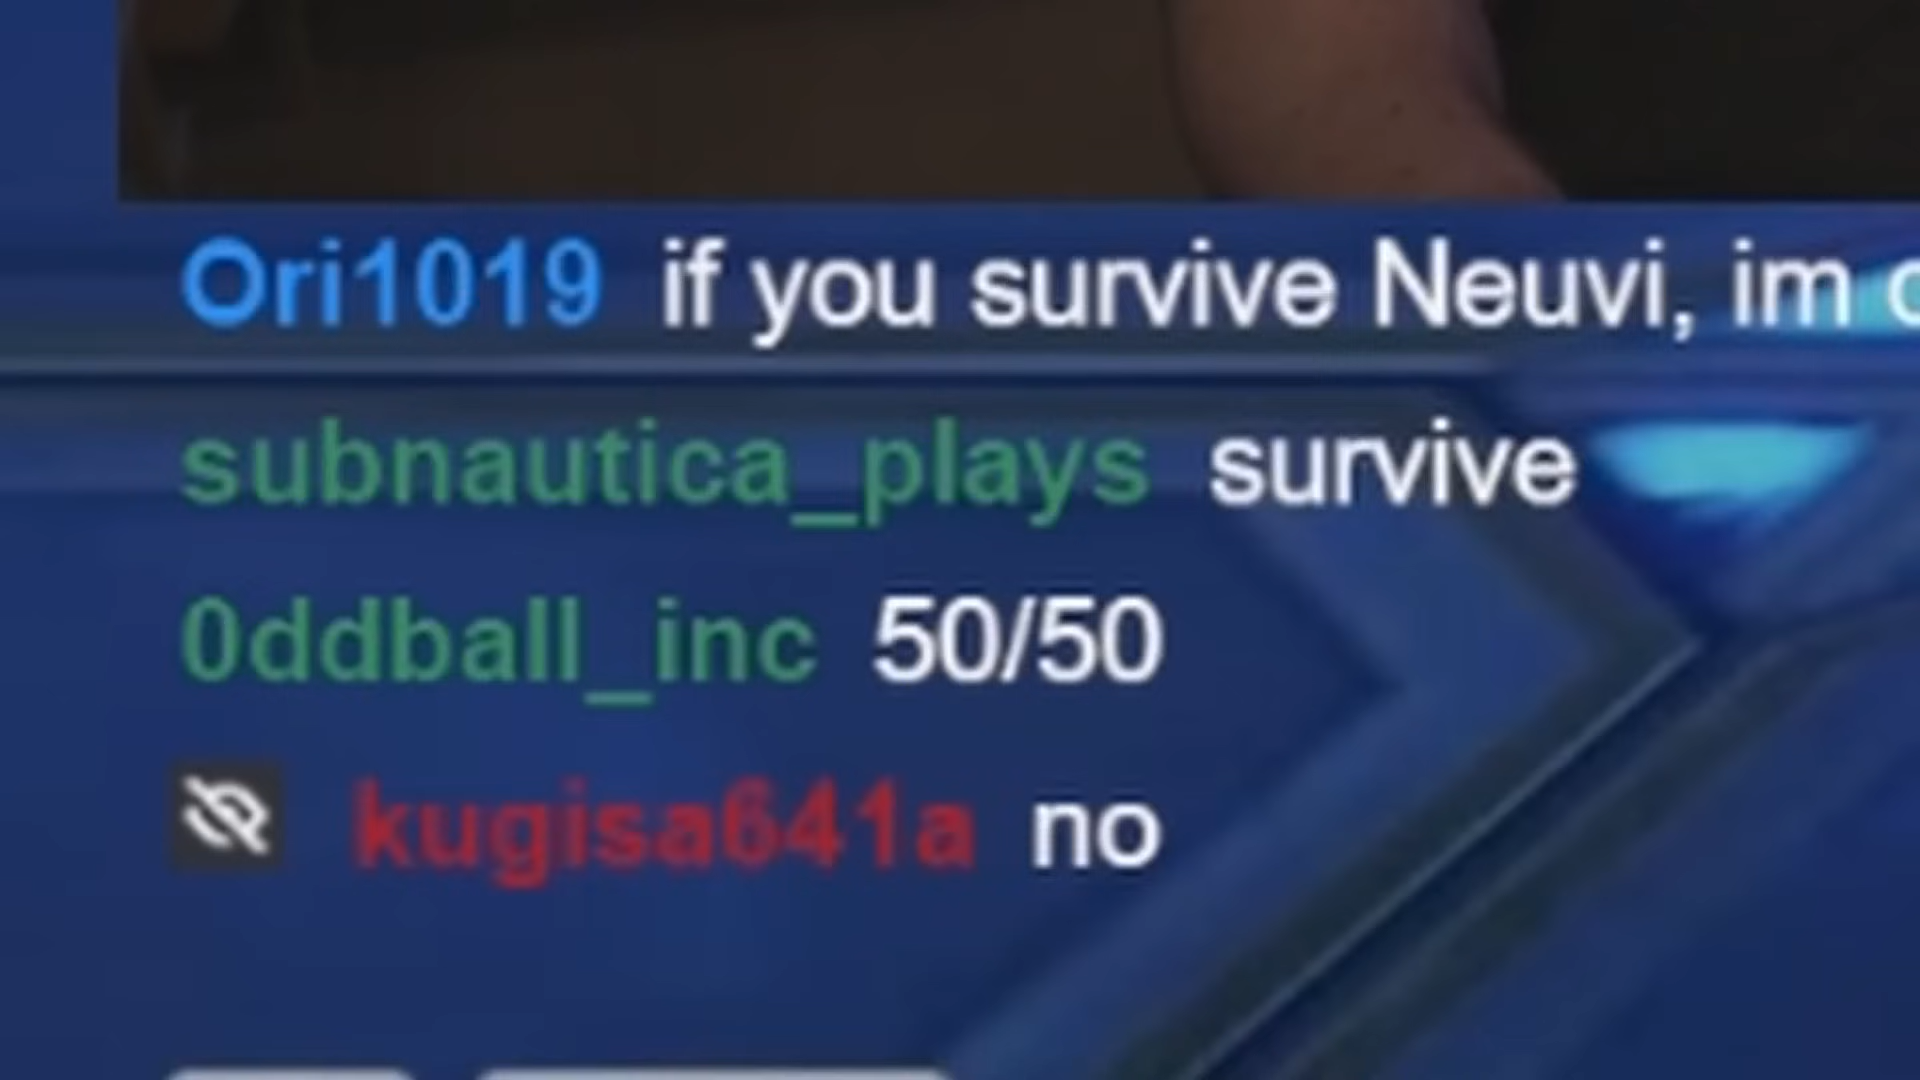 Ori1019 if you survive Neuvi, im
subnautica_plays survive
0ddball_inc 50/50
kugisa641a no